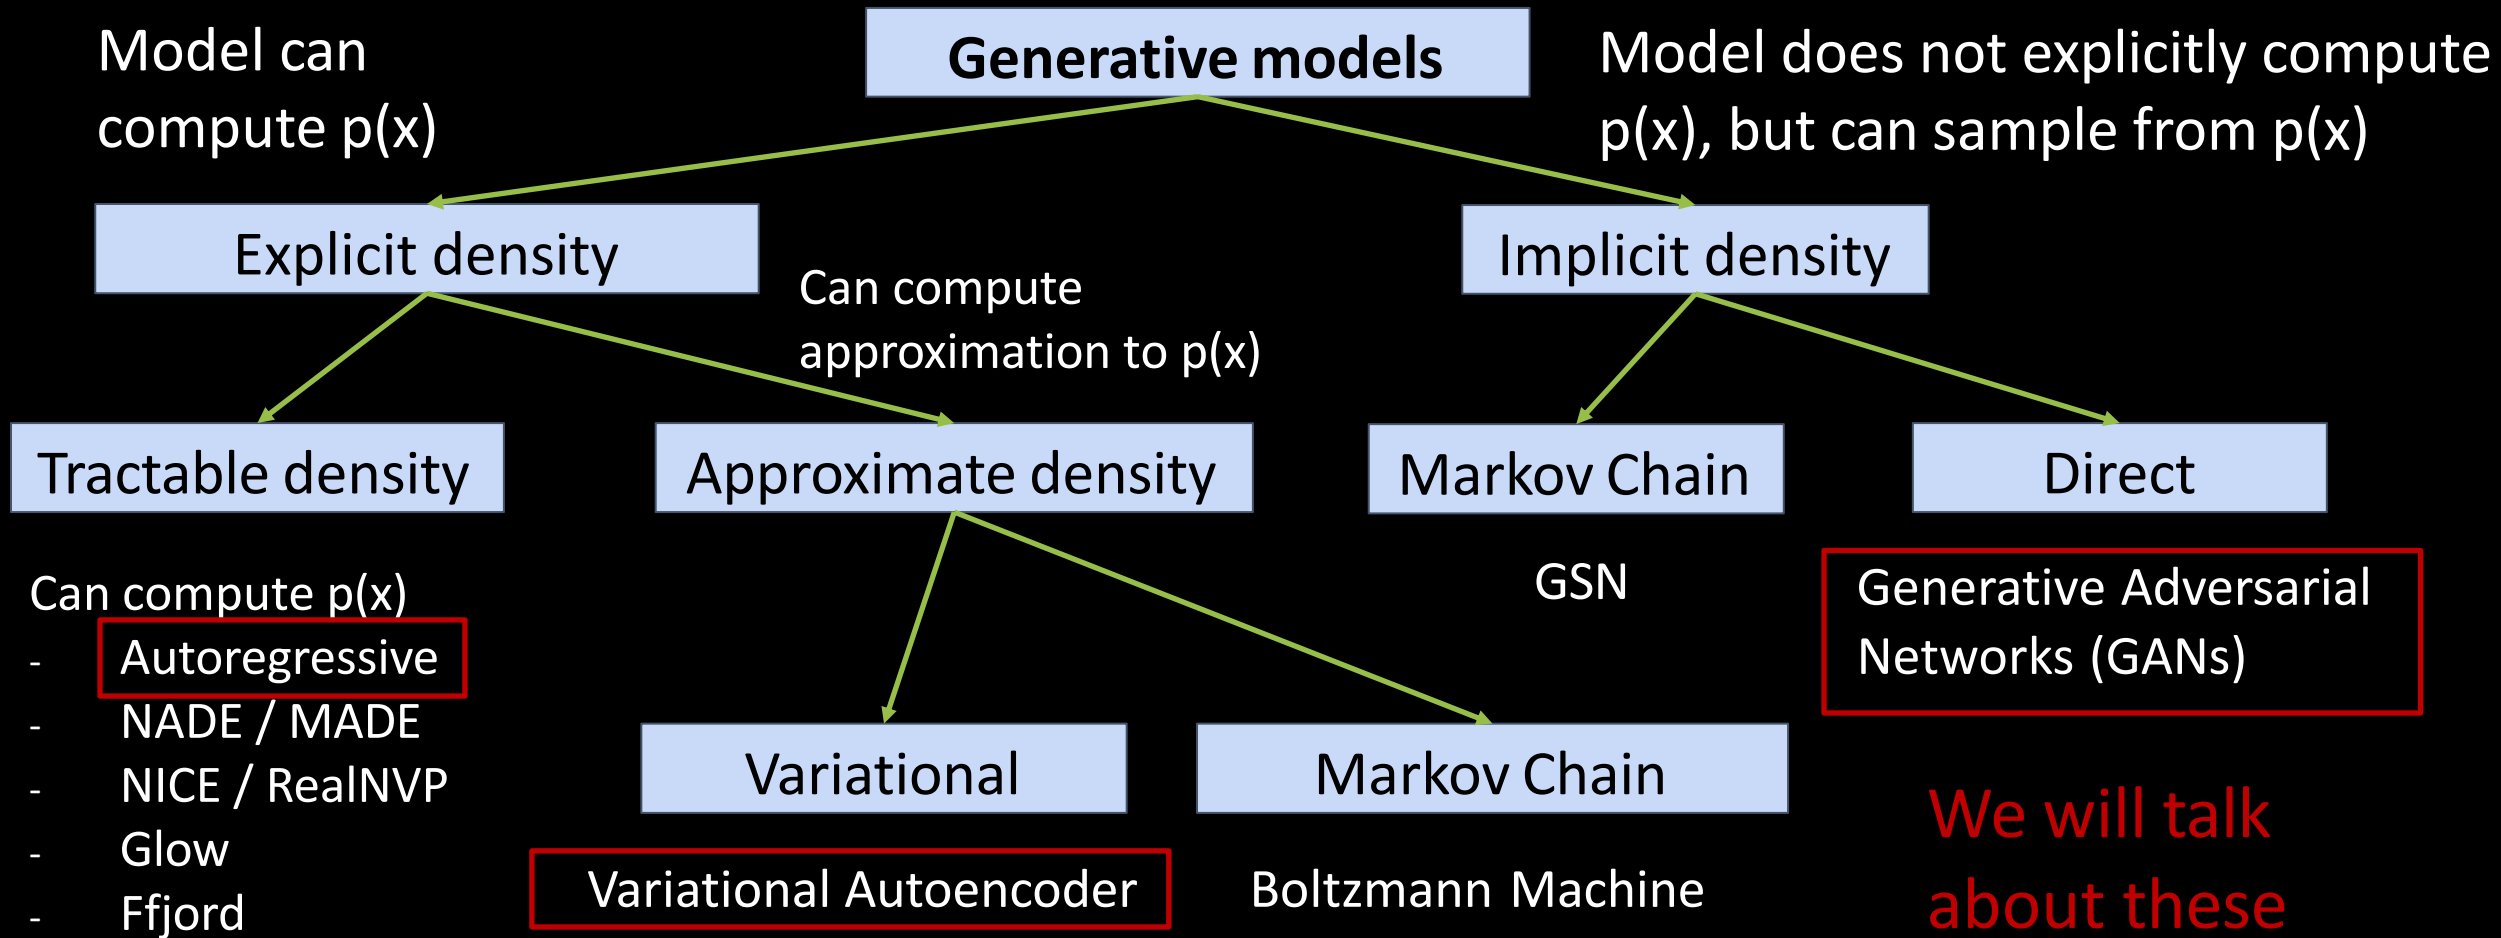 Generative models
Model can
compute p(x)
Model does not explicitly compute
p(x), but can sample from p(x)
Explicit density
Implicit density
Can compute
approximation to p(x)
Tractable density
Approximate density
Markov Chain
Direct
Can compute p(x)
- Autoregressive
- NADE / MADE
- NICE / RealNVP
- Glow
- Ffjord
GSN
Generative Adversarial
Networks (GANs)
Variational
Markov Chain
Variational Autoencoder
Boltzmann Machine
We will talk
about these